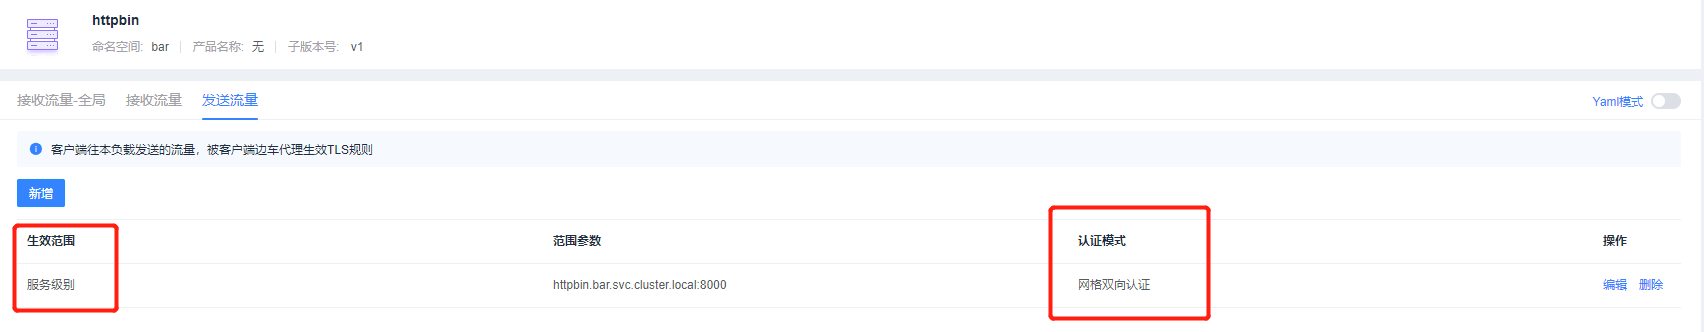 httpbin
命名空间: bar 产品名称: 无 子版本号: v1
接收流量-全局 接收流量 发送流量 Yaml模式
客户端往本负载发送的流量，被客户端边车代理生效TLS规则
新增
生效范围 范围参数 认证模式 操作
服务级别 httpbin.bar.svc.cluster.local:8000 网格双向认证 编辑 删除